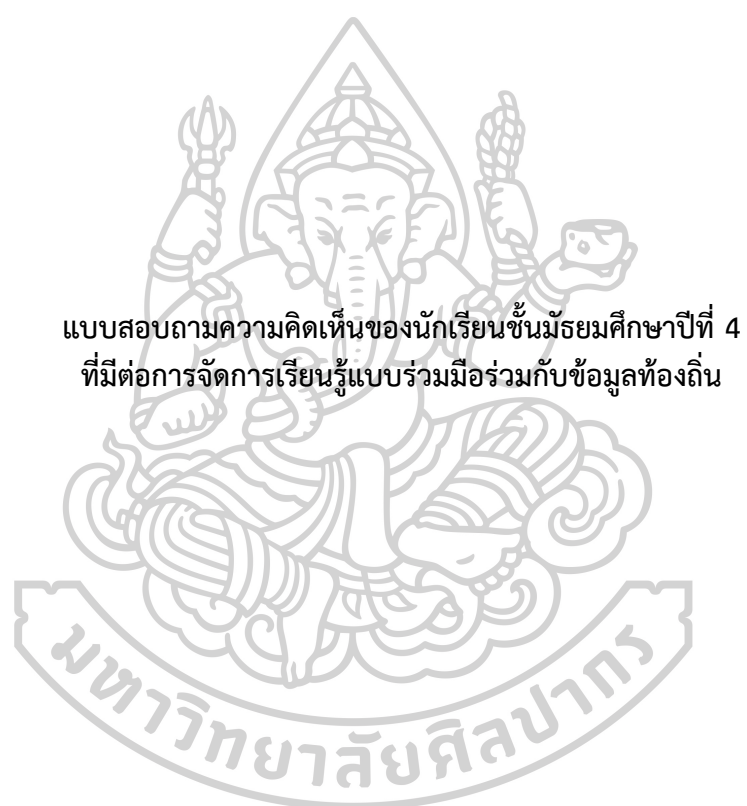 แบบสอบถามความคิดเห็นของนักเรียนชั้นมัธยมศึกษาปีที่ 4
ที่มีต่อการจัดการเรียนรู้แบบร่วมมือร่วมกับข้อมูลท้องถิ่น
มหาวิทยาลัยศิลปากร